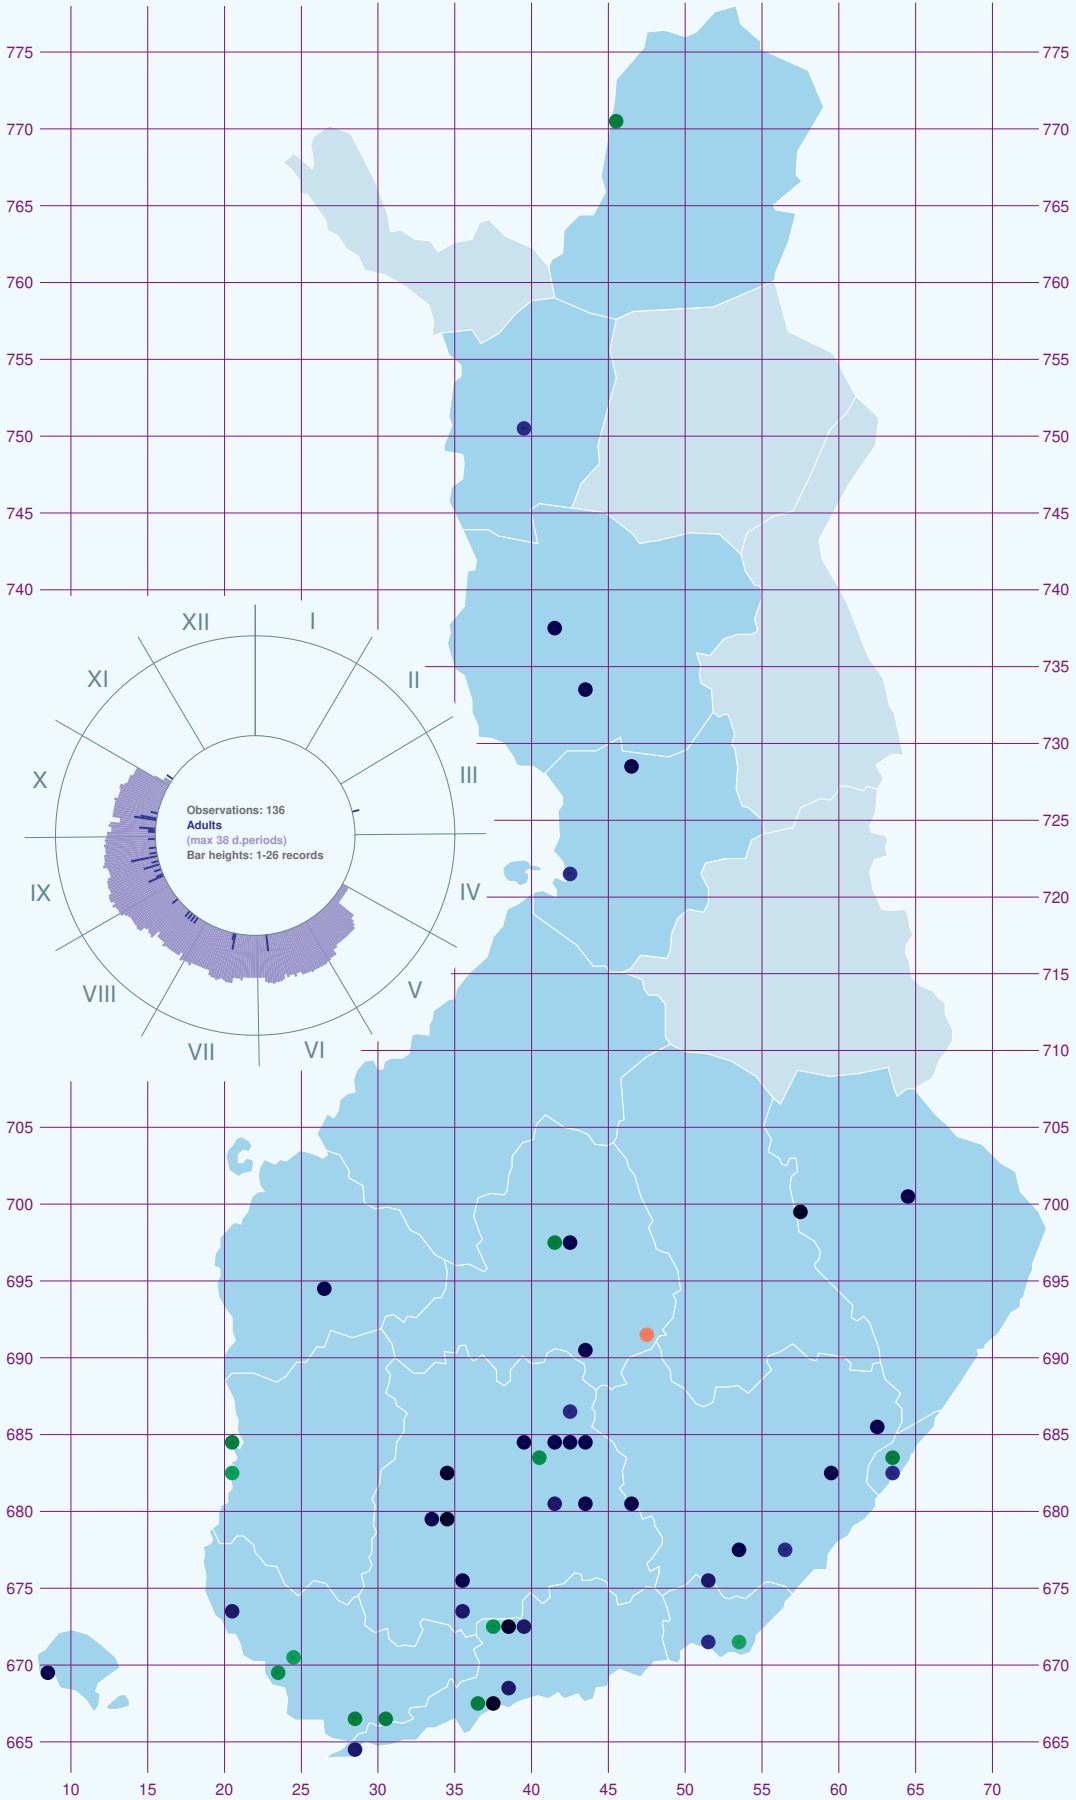 775 775
770 770
765 765
760 760
755 755
750 750
745 745
740 740
XII I
XI II
735
730
X III
Observations: 136
Adults
(max 38 d.periods)
Bar heights: 1-26 records
725
IX IV
720
VIII V
715
VII VI
710
705 705
700 700
695 695
690 690
685 685
680 680
675 675
670 670
665 665
10 15 20 25 30 35 40 45 50 55 60 65 70